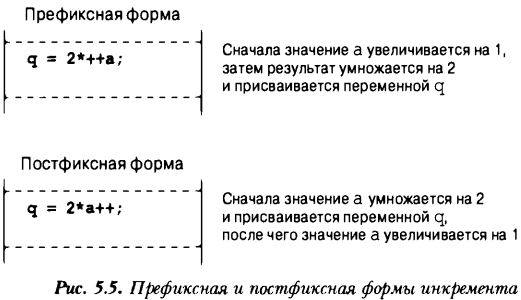 Префиксная форма
q = 2*++a;
Сначала значение a увеличивается на 1,
затем результат умножается на 2
и присваивается переменной q
Постфиксная форма
q = 2*a++;
Сначала значение a умножается на 2
и присваивается переменной q,
после чего значение a увеличивается на 1
Рис. 5.5. Префиксная и постфиксная формы инкремента